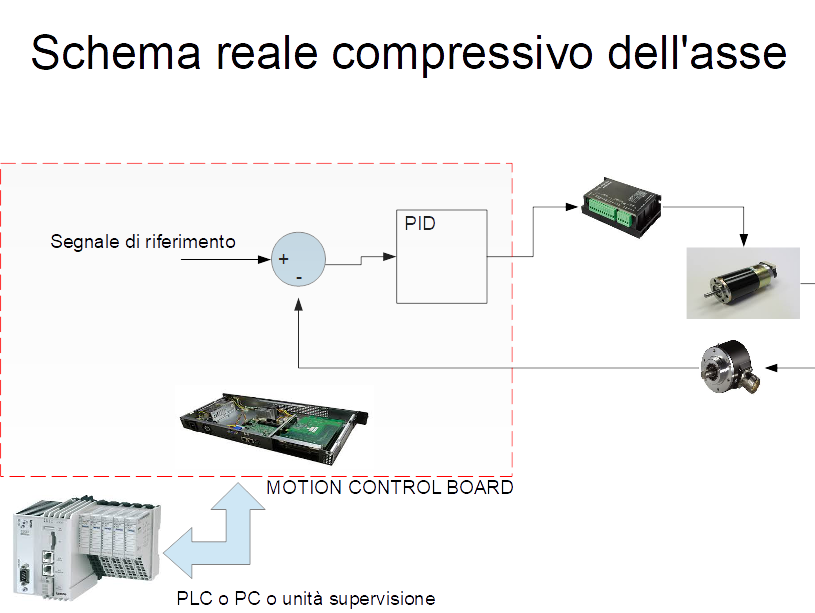 Schema reale compressivo dell'asse
PID
Segnale di riferimento
+
-
MOTION CONTROL BOARD
PLC o PC o unità supervisione